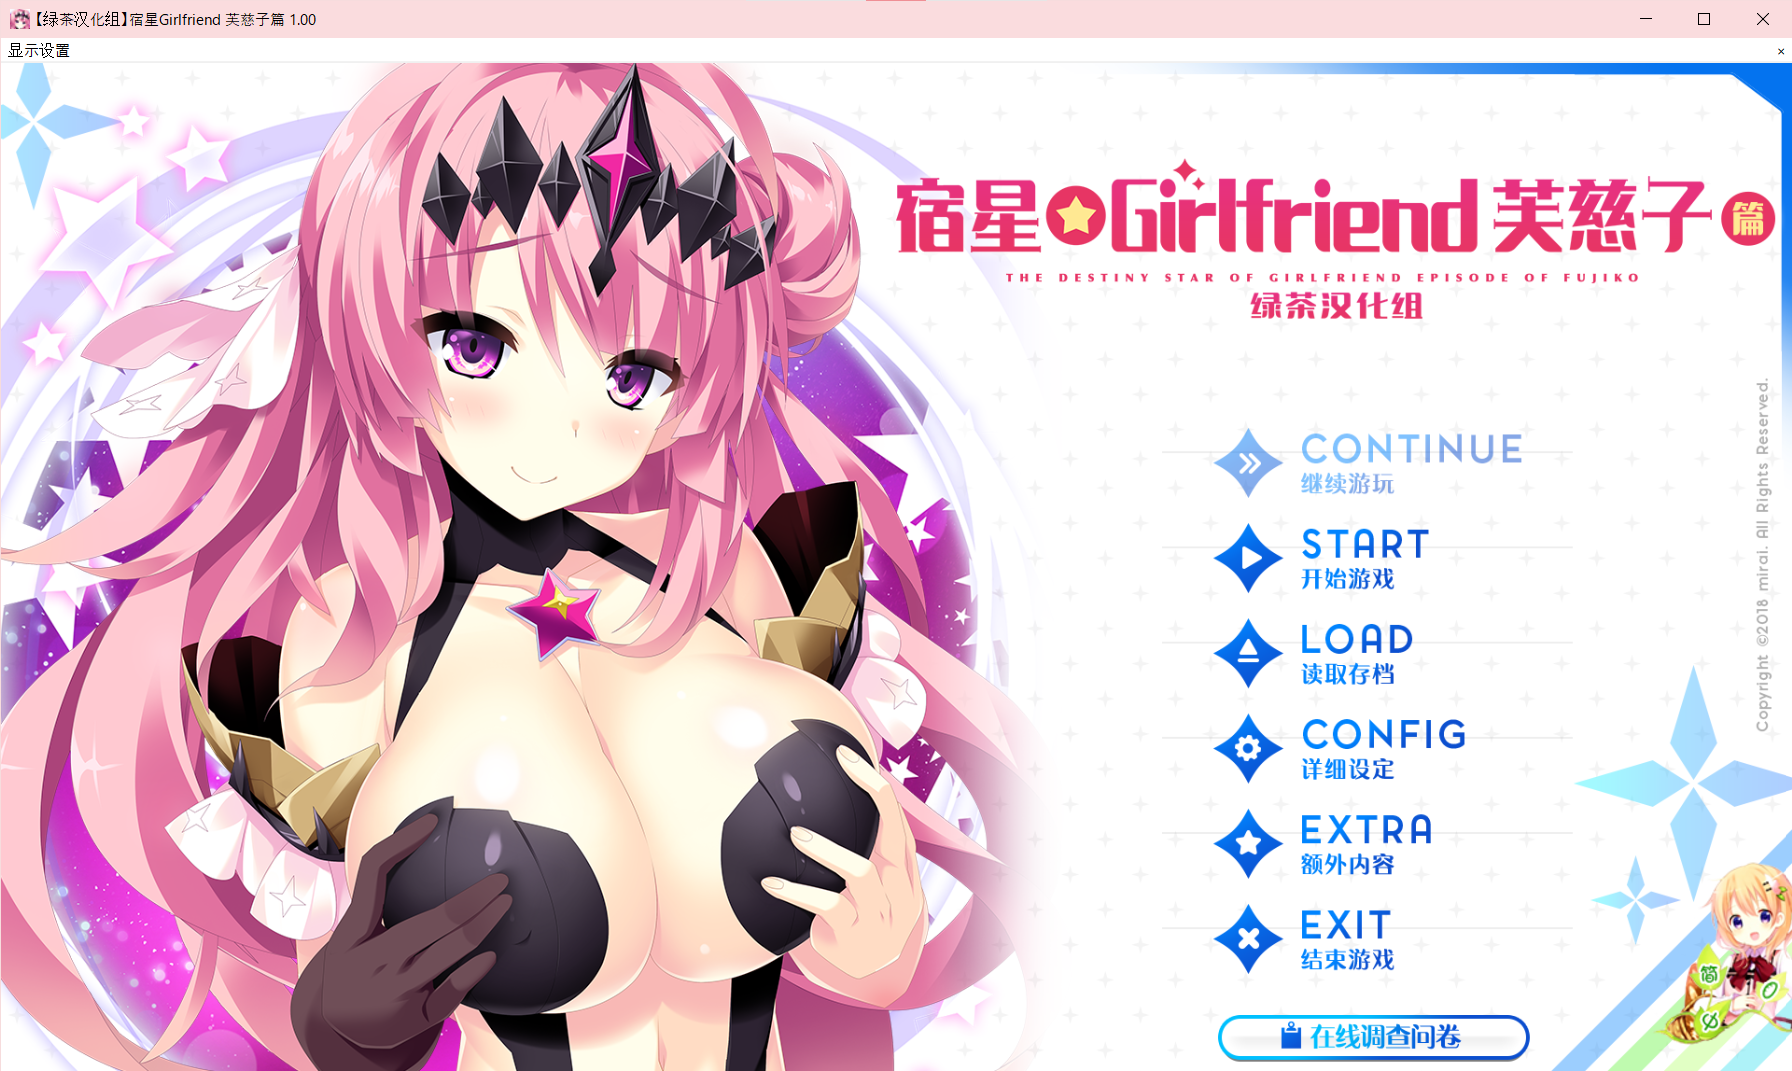 【绿茶汉化组】宿星Girlfriend 芙慈子篇 1.00
显示设置
宿星Girlfriend 芙慈子篇
THE DESTINY STAR OF GIRLFRIEND EPISODE OF FUJIKO
绿茶汉化组
CONTINUE
继续游玩
START
开始游戏
LOAD
读取存档
CONFIG
详细设定
EXTRA
额外内容
EXIT
结束游戏
在线调查问卷
Copyright ©2018 mirai. All Rights Reserved.
简